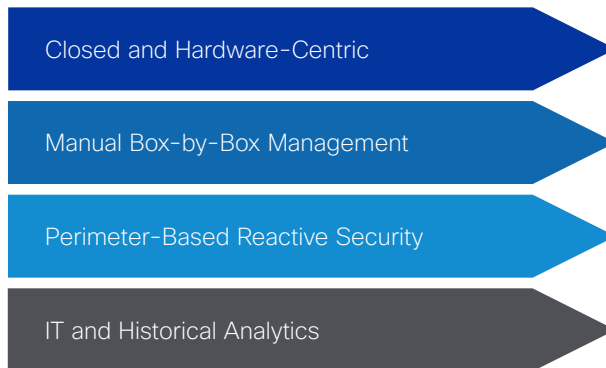 Closed and Hardware-Centric
Manual Box-by-Box Management
Perimeter-Based Reactive Security
IT and Historical Analytics